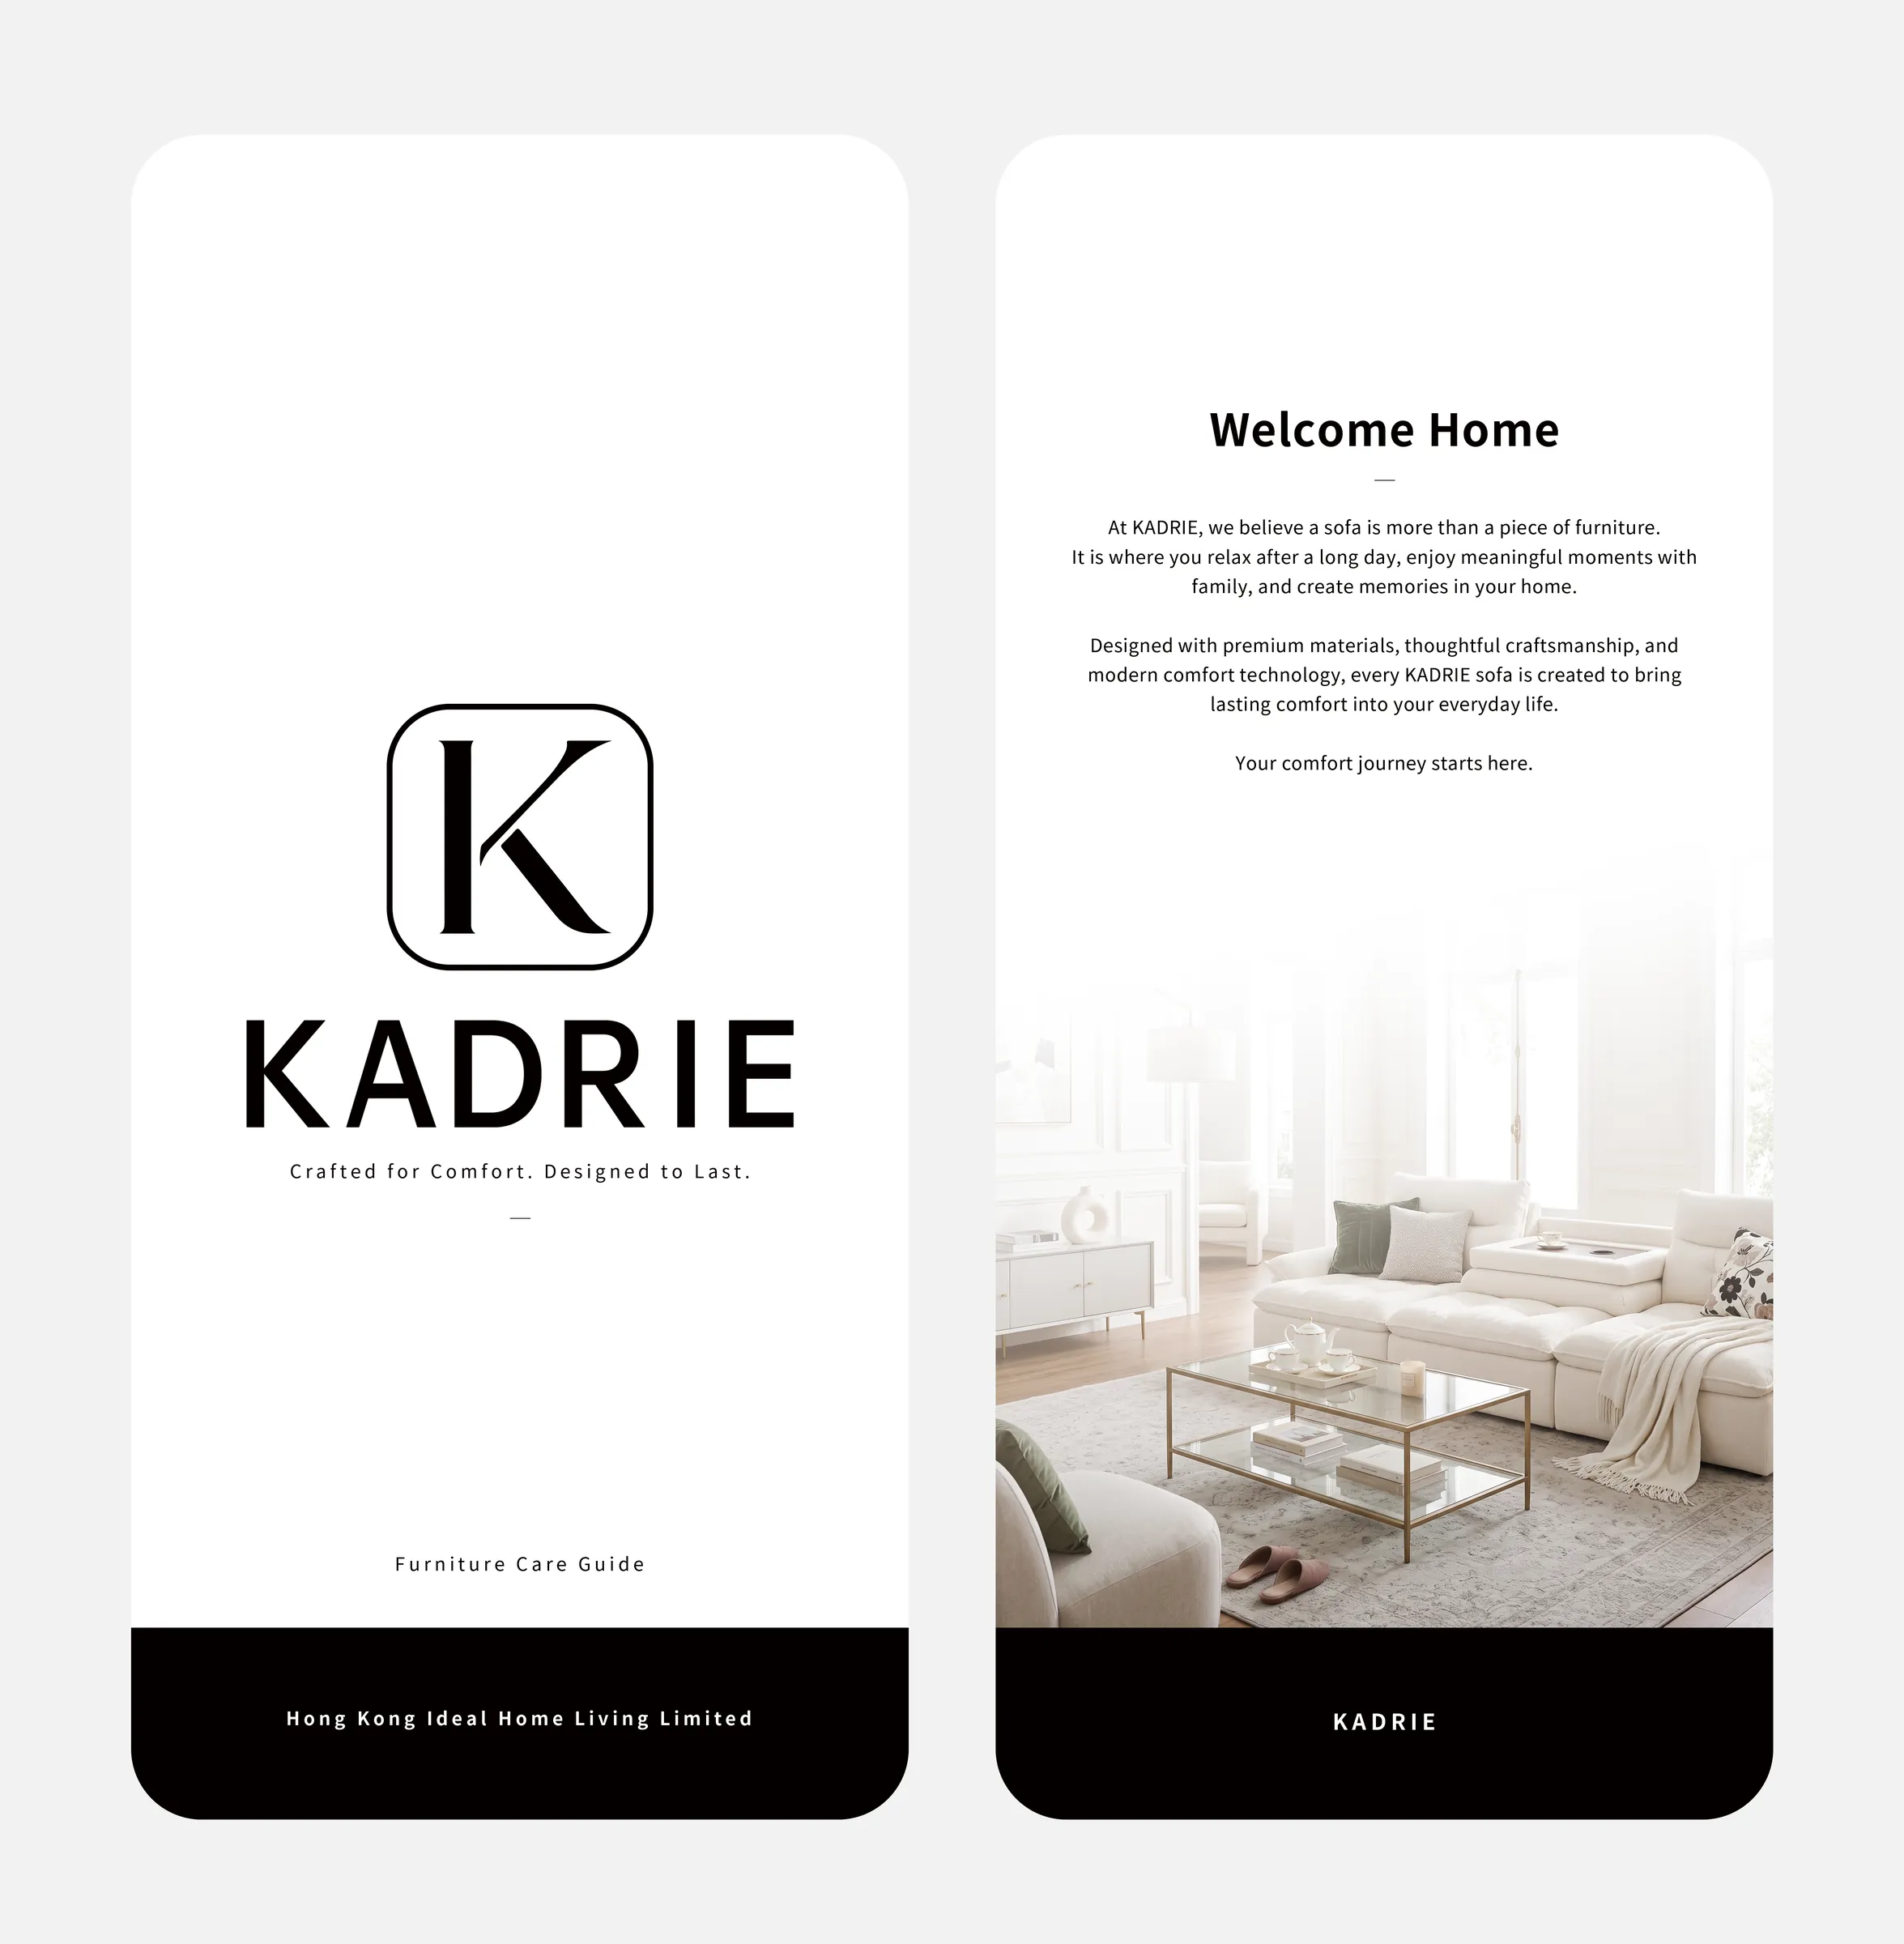 K
KADRIE
Crafted for Comfort. Designed to Last.
Furniture Care Guide
Hong Kong Ideal Home Living Limited
Welcome Home
At KADRIE, we believe a sofa is more than a piece of furniture.
It is where you relax after a long day, enjoy meaningful moments with
family, and create memories in your home.
Designed with premium materials, thoughtful craftsmanship, and
modern comfort technology, every KADRIE sofa is created to bring
lasting comfort into your everyday life.
Your comfort journey starts here.
KADRIE